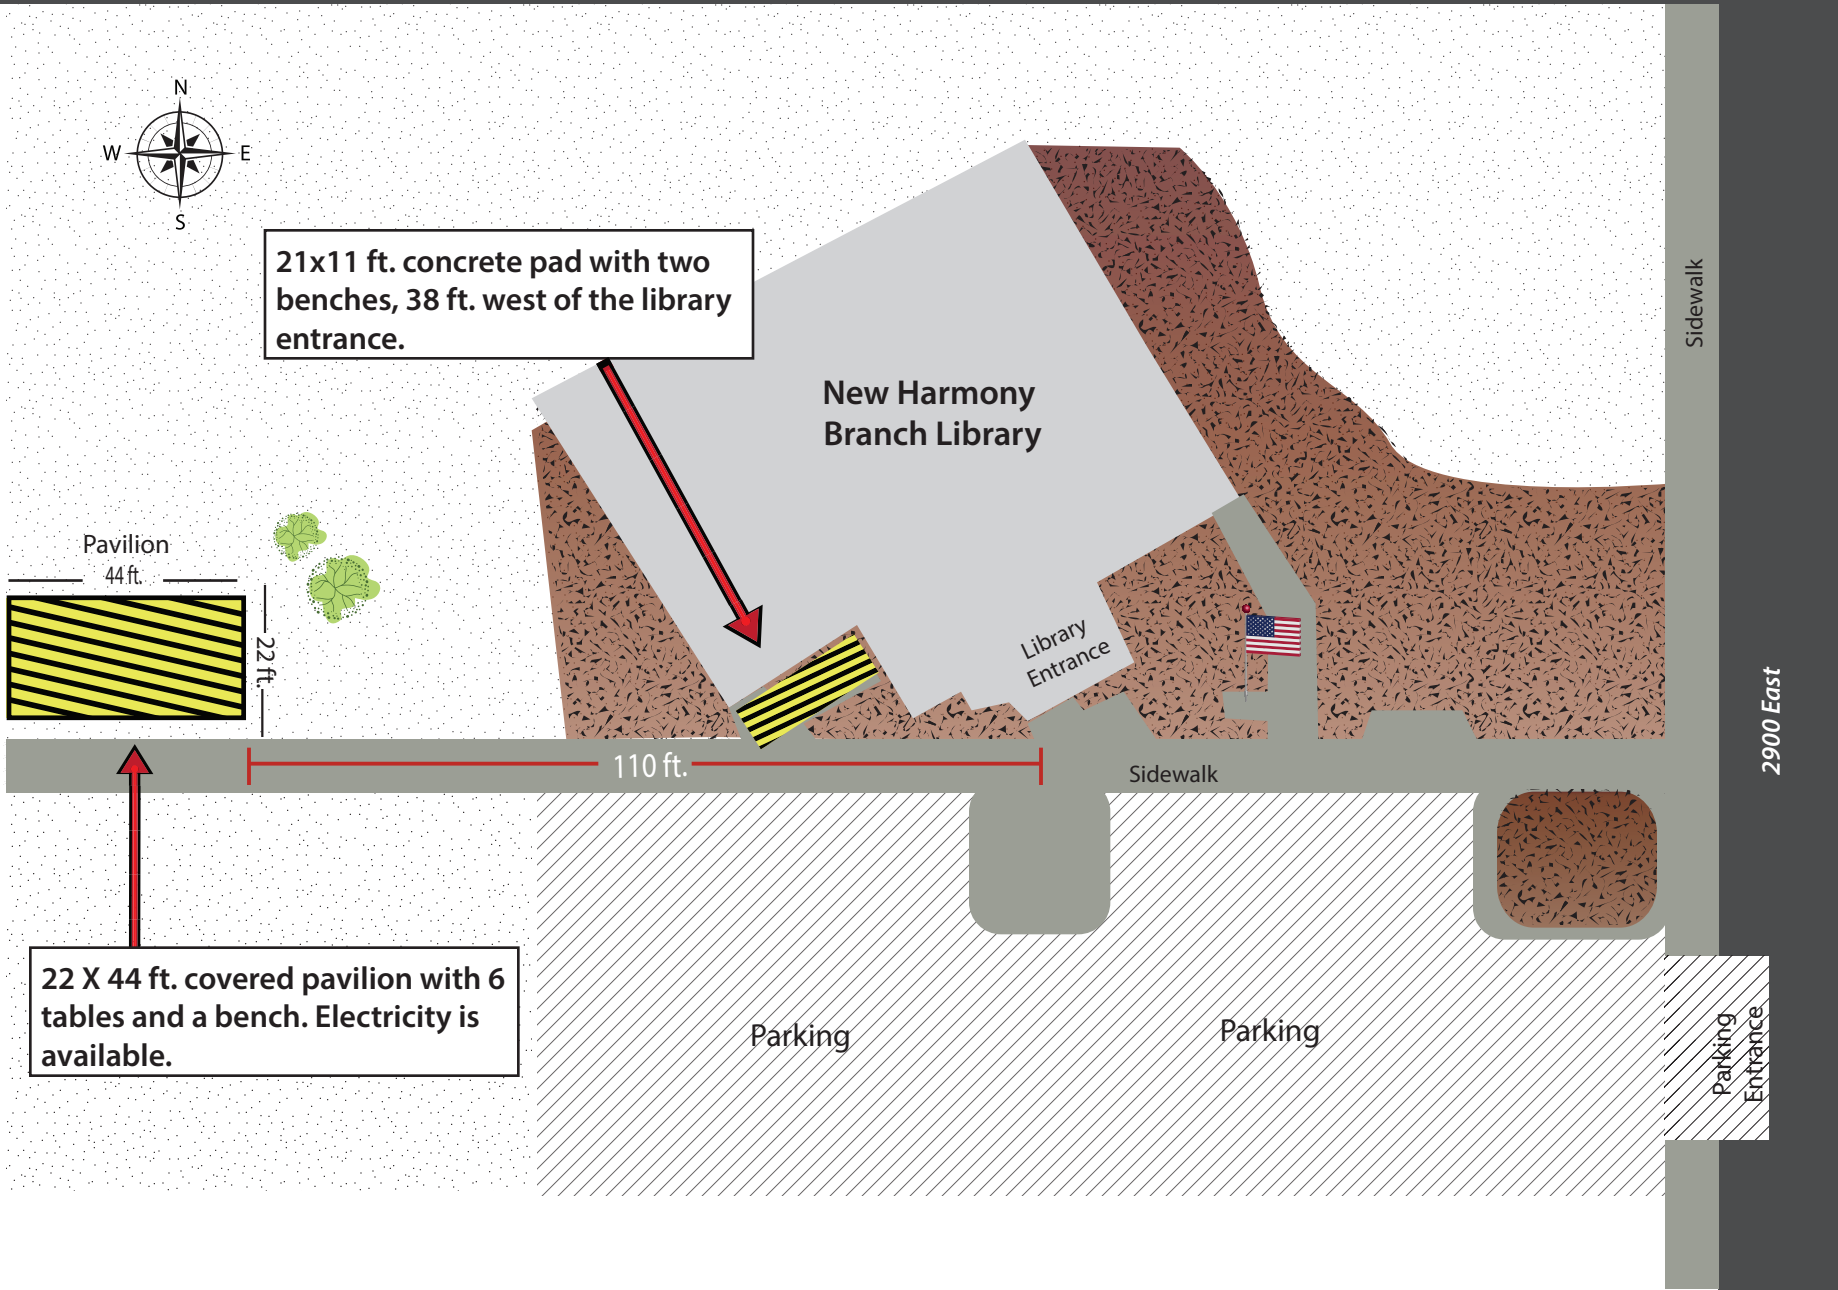 N
W
E
S
21x11 ft. concrete pad with two
benches, 38 ft. west of the library
entrance.
New Harmony
Branch Library
Sidewalk
Pavilion
44 ft.
22 ft.
Library
Entrance
2900 East
110 ft.
Sidewalk
22 X 44 ft. covered pavilion with 6
tables and a bench. Electricity is
available.
Parking
Parking
Parking
Entrance